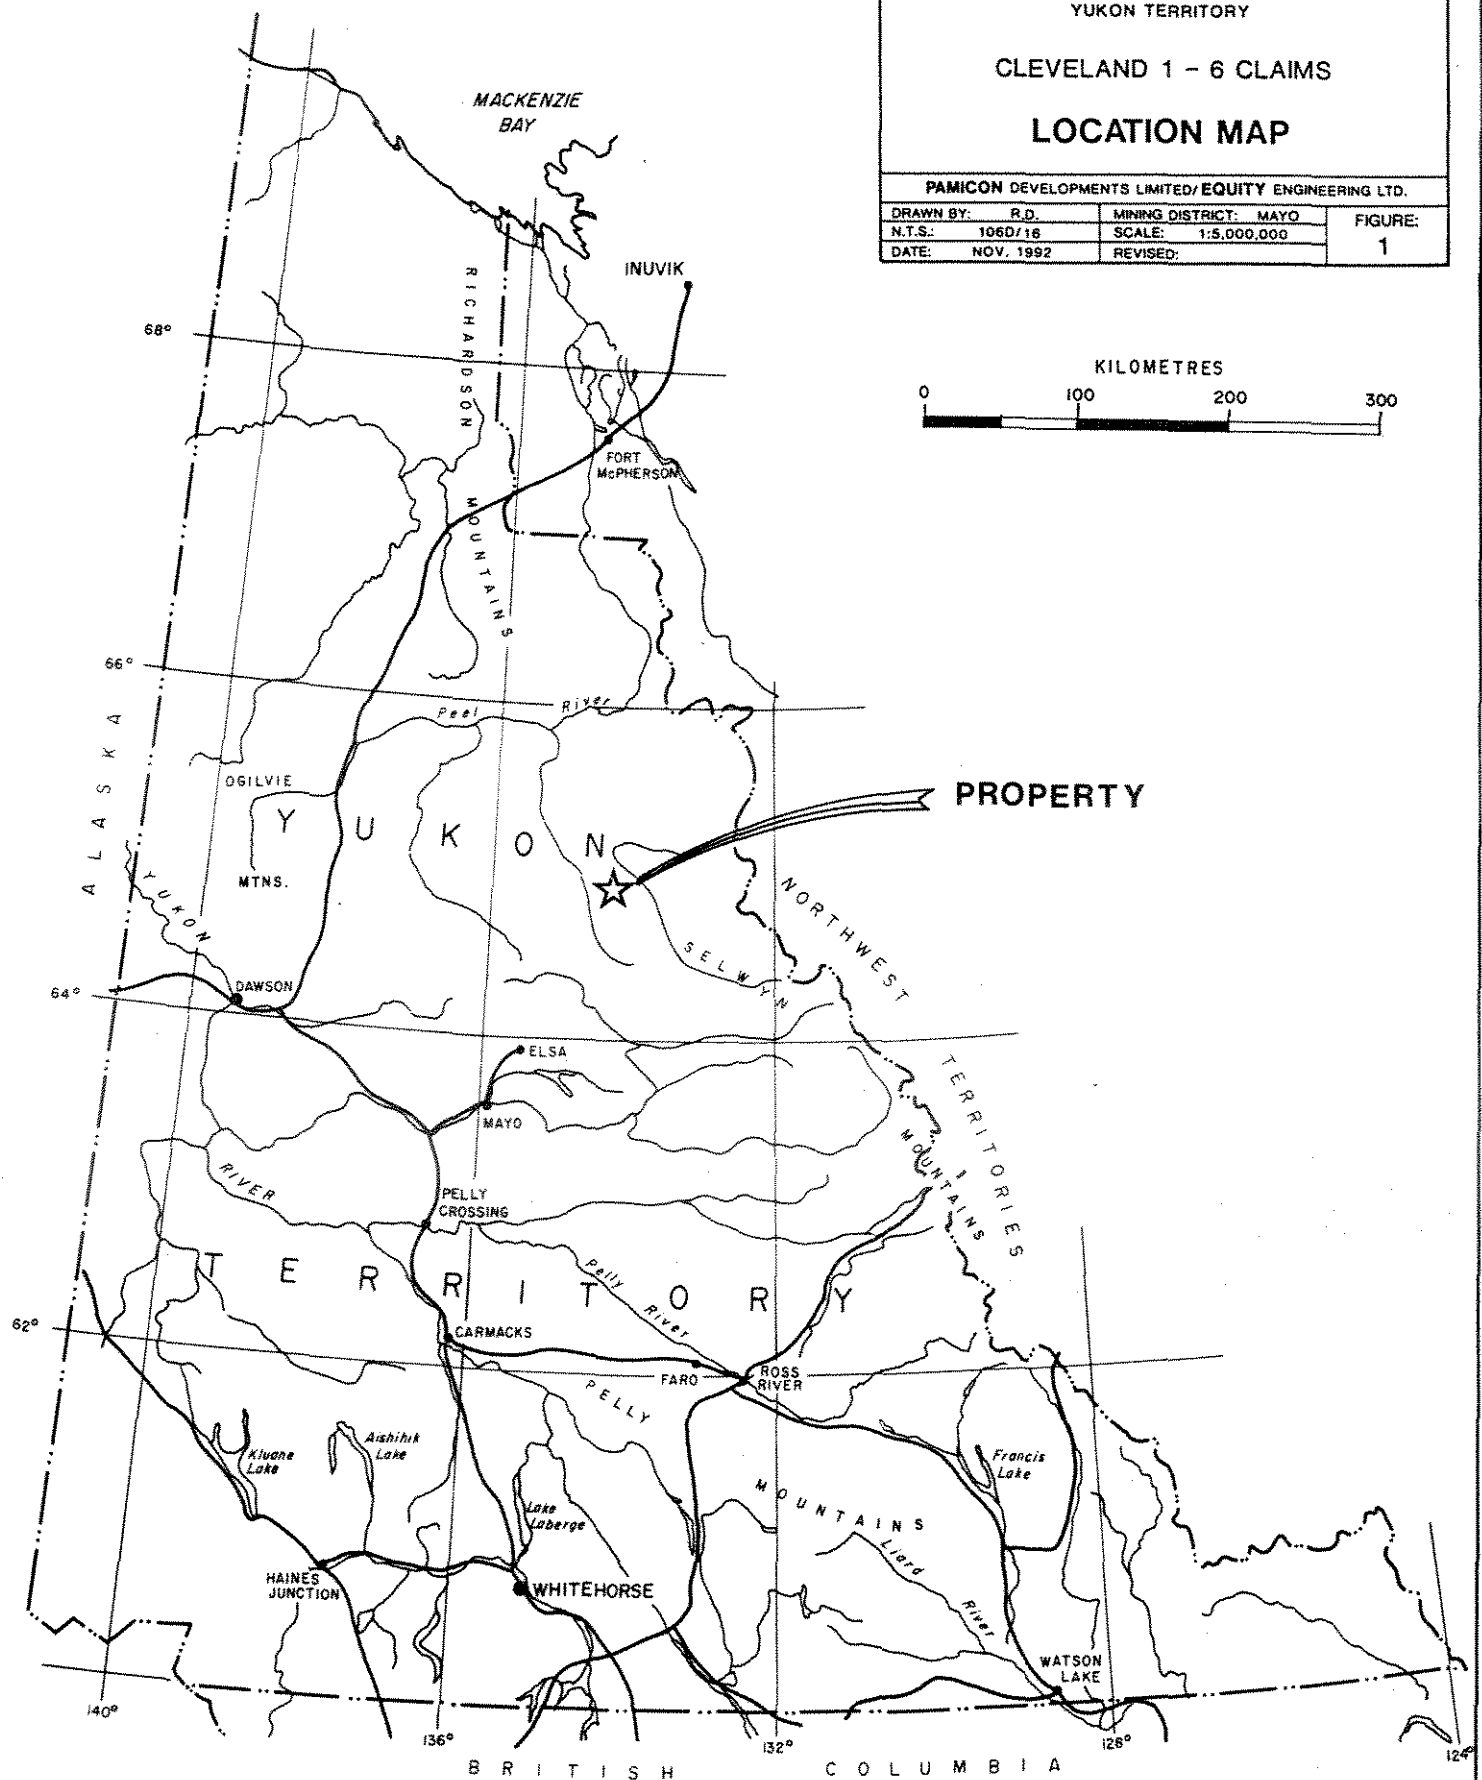 YUKON TERRITORY
CLEVELAND 1 - 6 CLAIMS
LOCATION MAP
PAMICON DEVELOPMENTS LIMITED/EQUITY ENGINEERING LTD.
DRAWN BY: R.D.
MINING DISTRICT: MAYO
FIGURE:
1
N.T.S.: 106D/16
SCALE: 1:5,000,000
DATE: NOV. 1992
REVISED:
KILOMETRES
0 100 200 300
MACKENZIE
BAY
INUVIK
RICHARDSON
MOUNTAINS
68°
FORT
McPHERSON
66°
Peel River
ALASKA
OGILVIE
MTNS.
YUKON
PROPERTY
YUKON
NORTHWEST
TERRITORIES
SELWYN
MOUNTAINS
64°
DAWSON
ELSA
MAYO
RIVER
PELLY
CROSSING
TERRITORY
Pelly
River
62°
CARMACKS
FARO
ROSS
RIVER
PELLY
MOUNTAINS
Kluane
Lake
Aishihik
Lake
Lake
Laberge
Francis
Lake
Liard
River
HAINES
JUNCTION
WHITEHORSE
WATSON
LAKE
140°
136°
132°
128°
124°
BRITISH COLUMBIA